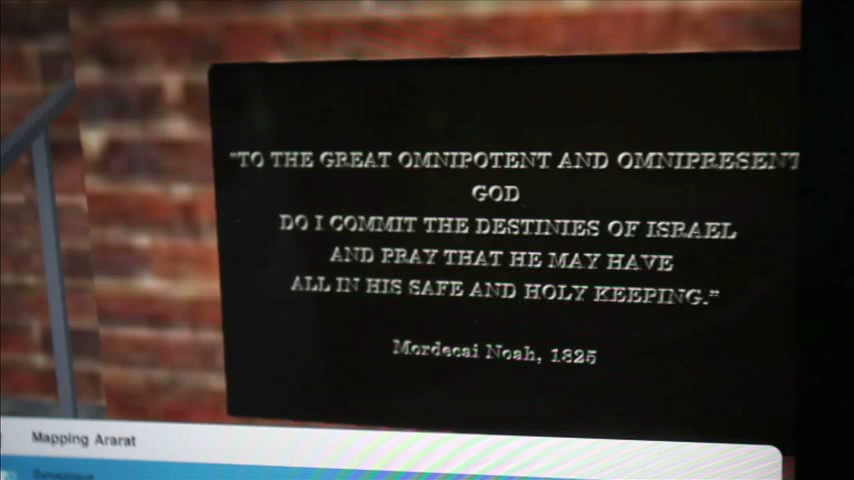 "TO THE GREAT OMNIPOTENT AND OMNIPRESENT
GOD
DO I COMMIT THE DESTINIES OF ISRAEL
AND PRAY THAT HE MAY HAVE
ALL IN HIS SAFE AND HOLY KEEPING."
Mordecai Noah, 1825
Mapping Ararat